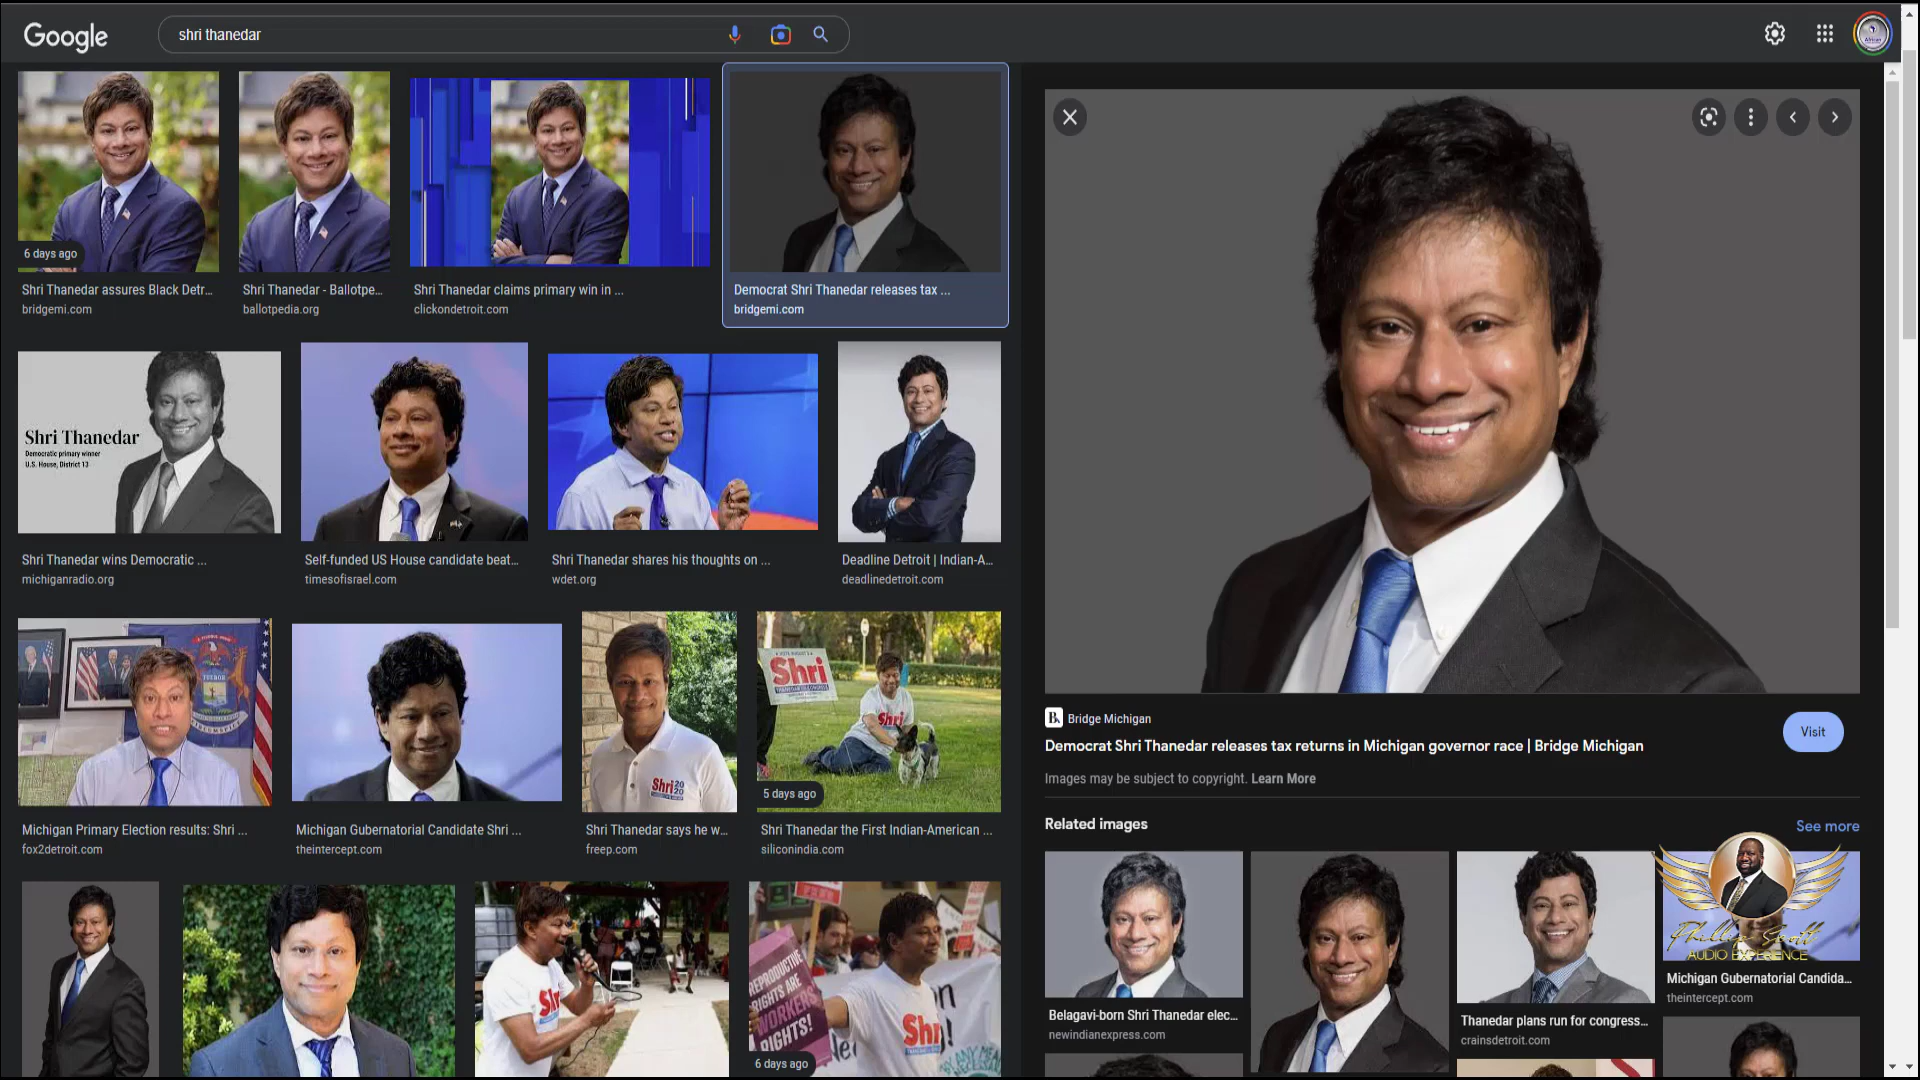 Google
shri thanedar
6 days ago
Shri Thanedar assures Black Detr...
bridgemi.com
Shri Thanedar - Ballotpe...
ballotpedia.org
Shri Thanedar claims primary win in ...
clickondetroit.com
Democrat Shri Thanedar releases tax ...
bridgemi.com
Shri Thanedar
Democratic primary winner
U.S. House, District 13
Shri Thanedar wins Democratic ...
michiganradio.org
Self-funded US House candidate beat...
timesofisrael.com
Shri Thanedar shares his thoughts on ...
wdet.org
Deadline Detroit | Indian-A...
deadlinedetroit.com
TUEBOR
Michigan Primary Election results: Shri ...
fox2detroit.com
Michigan Gubernatorial Candidate Shri ...
theintercept.com
Shri 2020
Shri Thanedar says he w...
freep.com
Shri
Shri
5 days ago
Shri Thanedar the First Indian-American ...
siliconindia.com
REPRODUCTIVE
RIGHTS ARE
WORKERS
RIGHTS!
Shr
6 days ago
B.
Bridge Michigan
Democrat Shri Thanedar releases tax returns in Michigan governor race | Bridge Michigan
Visit
Images may be subject to copyright. Learn More
Related images
See more
Belagavi-born Shri Thanedar elec...
newindianexpress.com
Thanedar plans run for congress...
crainsdetroit.com
Phillip Scott
AUDIO EXPERIENCE
Michigan Gubernatorial Candida...
theintercept.com